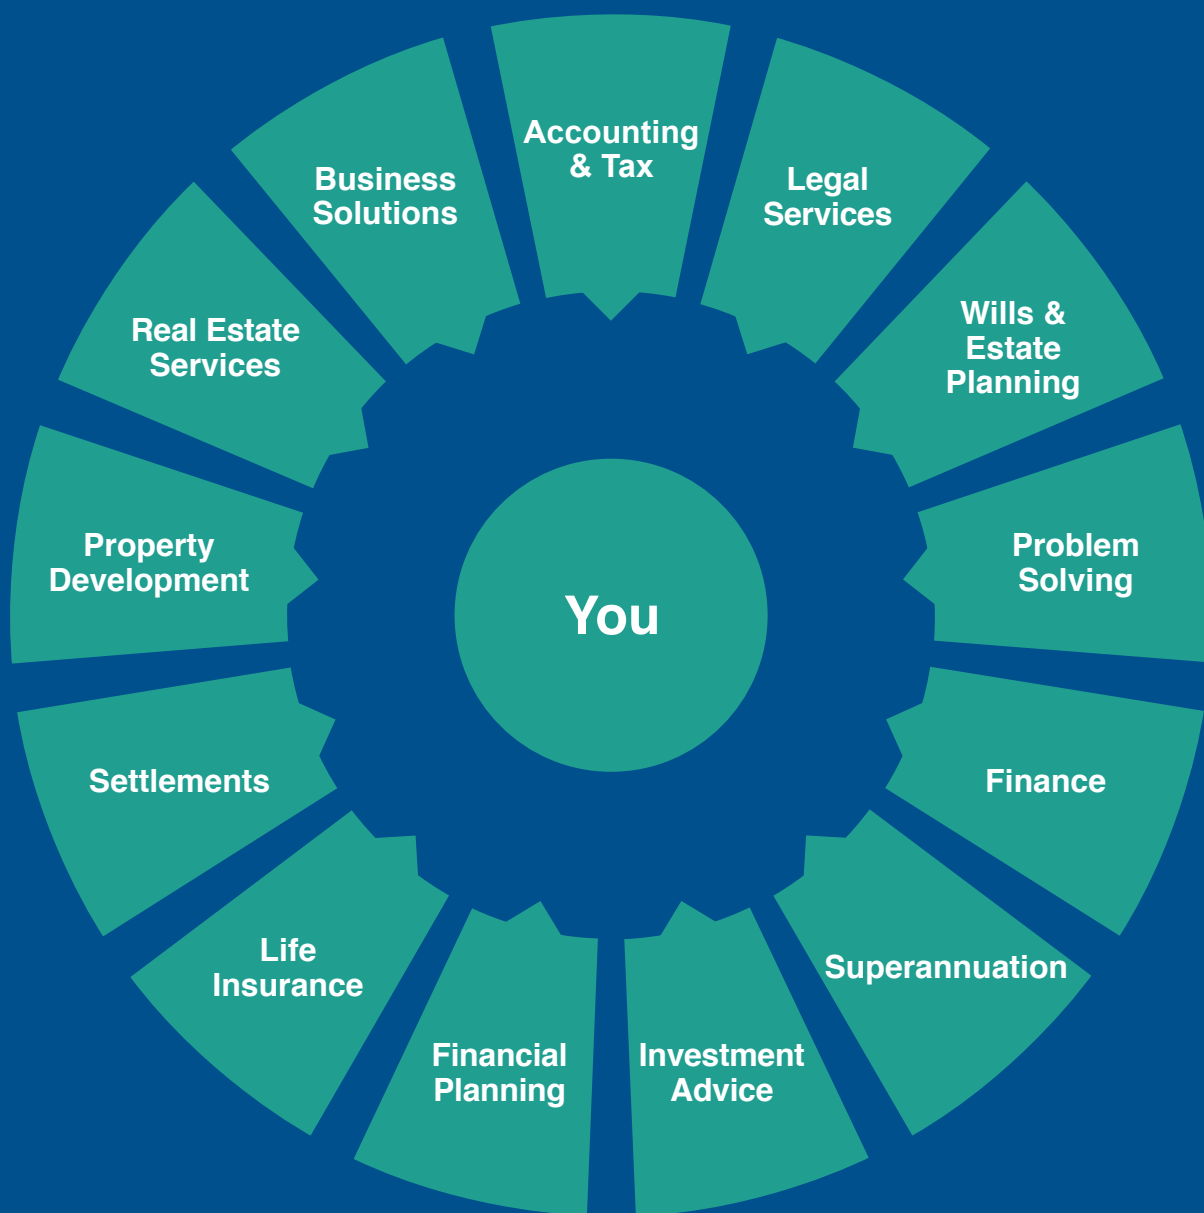 Accounting
& Tax
Legal
Services
Wills &
Estate
Planning
Problem
Solving
Finance
Superannuation
Investment
Advice
Financial
Planning
Life
Insurance
Settlements
Property
Development
Real Estate
Services
Business
Solutions
You